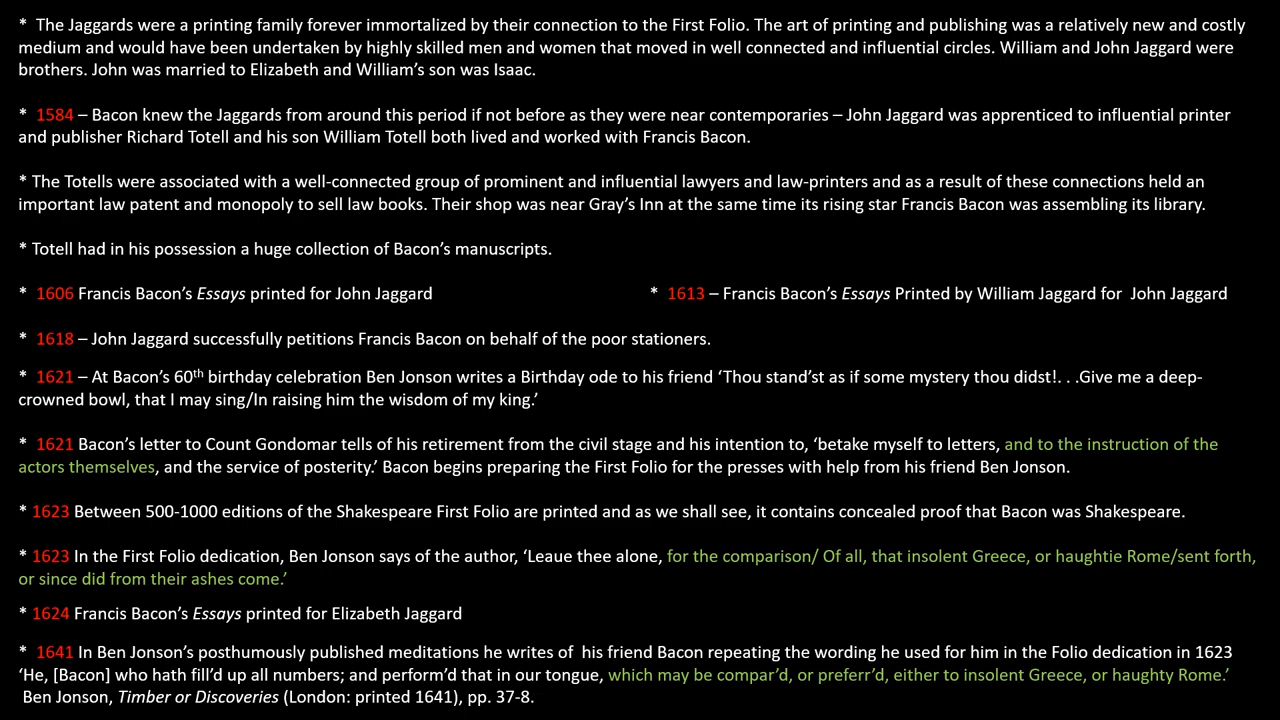 * The Jaggards were a printing family forever immortalized by their connection to the First Folio. The art of printing and publishing was a relatively new and costly
medium and would have been undertaken by highly skilled men and women that moved in well connected and influential circles. William and John Jaggard were
brothers. John was married to Elizabeth and William’s son was Isaac.
* 1584 – Bacon knew the Jaggards from around this period if not before as they were near contemporaries – John Jaggard was apprenticed to influential printer
and publisher Richard Totell and his son William Totell both lived and worked with Francis Bacon.
* The Totells were associated with a well-connected group of prominent and influential lawyers and law-printers and as a result of these connections held an
important law patent and monopoly to sell law books. Their shop was near Gray’s Inn at the same time its rising star Francis Bacon was assembling its library.
* Totell had in his possession a huge collection of Bacon’s manuscripts.
* 1606 Francis Bacon’s Essays printed for John Jaggard
* 1613 – Francis Bacon’s Essays Printed by William Jaggard for John Jaggard
* 1618 – John Jaggard successfully petitions Francis Bacon on behalf of the poor stationers.
* 1621 – At Bacon’s 60th birthday celebration Ben Jonson writes a Birthday ode to his friend ‘Thou stand’st as if some mystery thou didst!. . .Give me a deep-
crowned bowl, that I may sing/In raising him the wisdom of my king.’
* 1621 Bacon’s letter to Count Gondomar tells of his retirement from the civil stage and his intention to, ‘betake myself to letters, and to the instruction of the
actors themselves, and the service of posterity.’ Bacon begins preparing the First Folio for the presses with help from his friend Ben Jonson.
* 1623 Between 500-1000 editions of the Shakespeare First Folio are printed and as we shall see, it contains concealed proof that Bacon was Shakespeare.
* 1623 In the First Folio dedication, Ben Jonson says of the author, ‘Leaue thee alone, for the comparison/ Of all, that insolent Greece, or haughtie Rome/sent forth,
or since did from their ashes come.’
* 1624 Francis Bacon’s Essays printed for Elizabeth Jaggard
* 1641 In Ben Jonson’s posthumously published meditations he writes of his friend Bacon repeating the wording he used for him in the Folio dedication in 1623
‘He, [Bacon] who hath fill’d up all numbers; and perform’d that in our tongue, which may be compar’d, or preferr’d, either to insolent Greece, or haughty Rome.’
Ben Jonson, Timber or Discoveries (London: printed 1641), pp. 37-8.